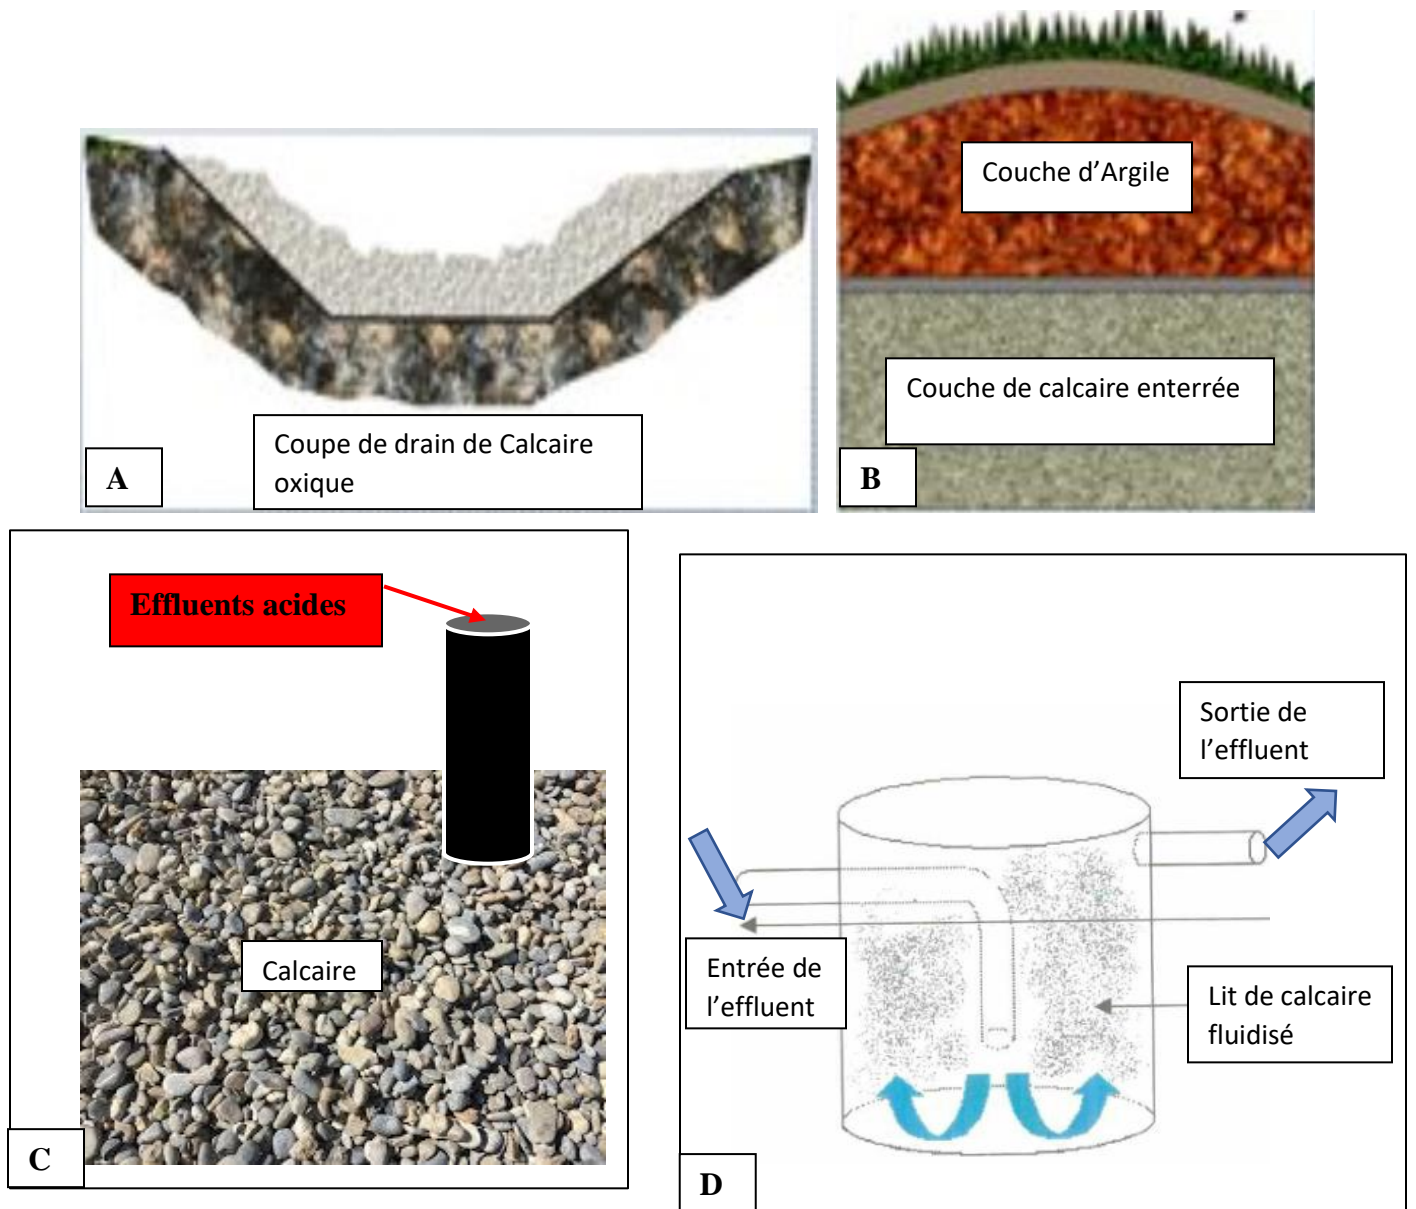 Couche d’Argile
Couche de calcaire enterrée
B
Coupe de drain de Calcaire
oxique
A
Effluents acides
Calcaire
C
Sortie de
l’effluent
Entrée de
l’effluent
Lit de calcaire
fluidisé
D